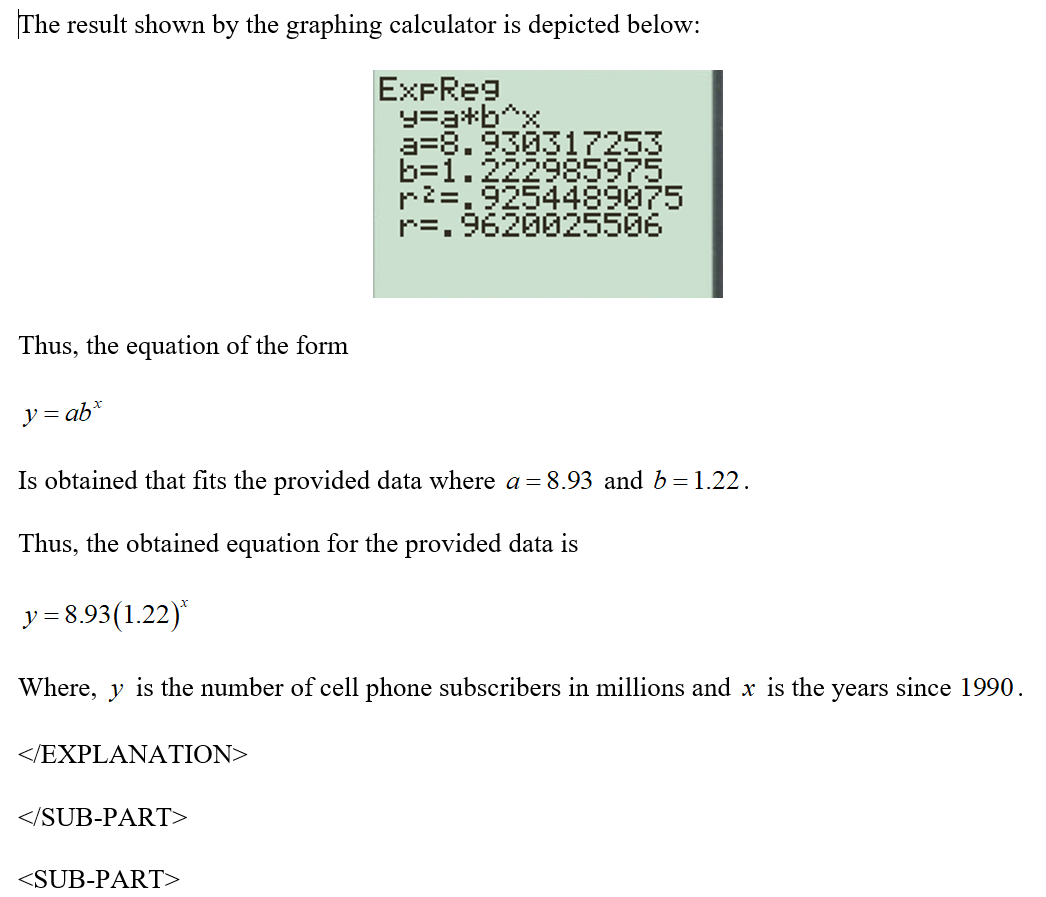 The result shown by the graphing calculator is depicted below:
ExpReg
y=a*b^x
a=8.930317253
b=1.222985975
r²=.9254489075
r=.9620025506
Thus, the equation of the form
y = abˣ
Is obtained that fits the provided data where a = 8.93 and b = 1.22.
Thus, the obtained equation for the provided data is
y = 8.93(1.22)ˣ
Where, y is the number of cell phone subscribers in millions and x is the years since 1990.
</EXPLANATION>
</SUB-PART>
<SUB-PART>